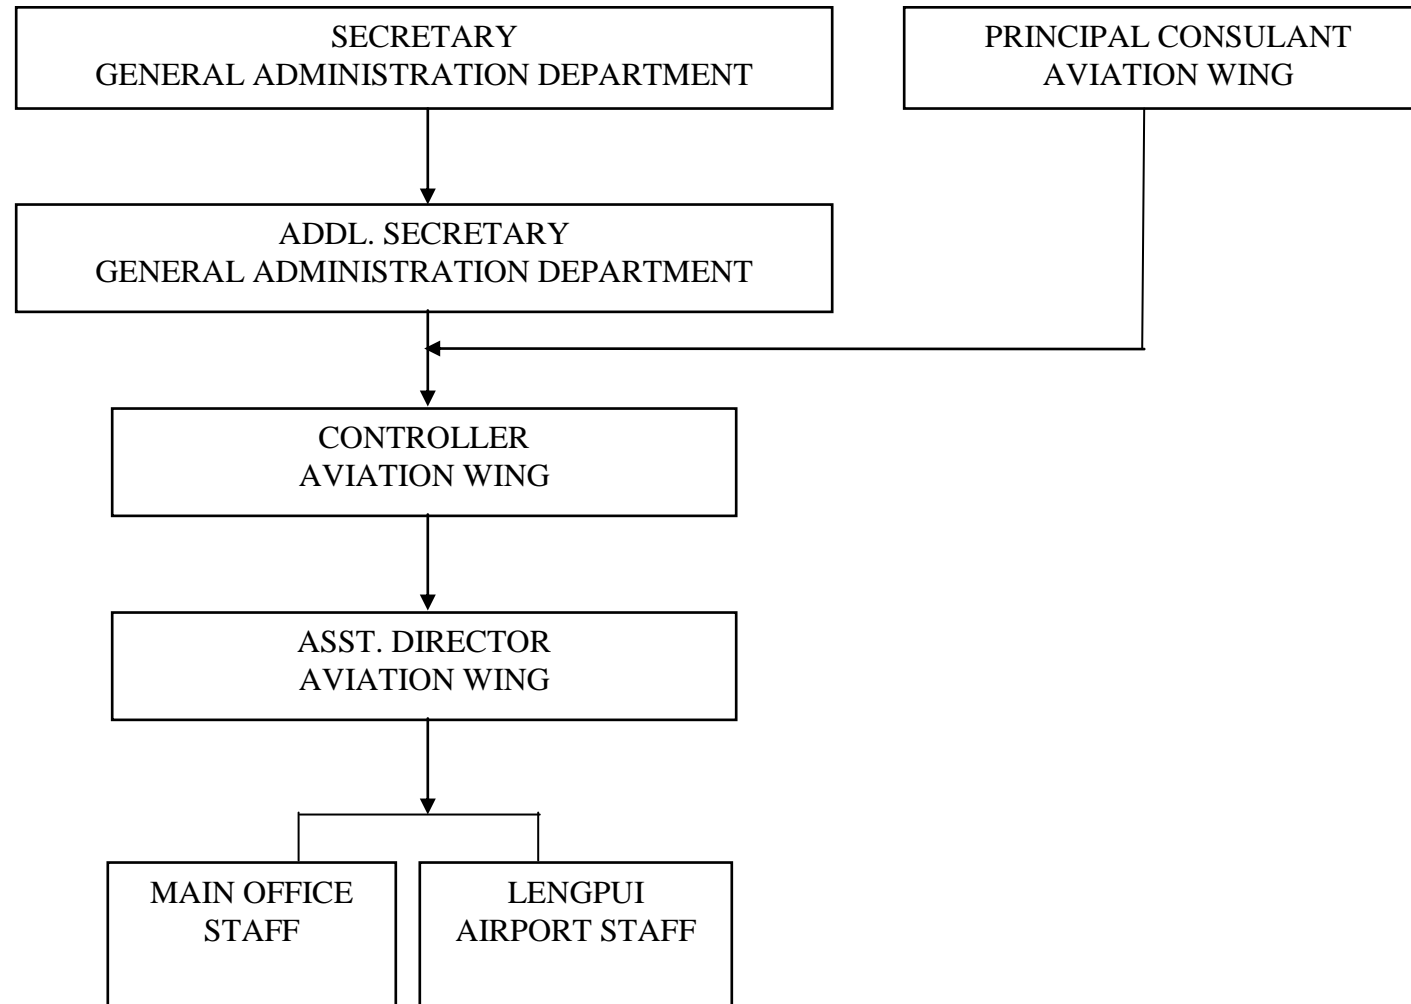 SECRETARY
GENERAL ADMINISTRATION DEPARTMENT
PRINCIPAL CONSULANT
AVIATION WING
ADDL. SECRETARY
GENERAL ADMINISTRATION DEPARTMENT
CONTROLLER
AVIATION WING
ASST. DIRECTOR
AVIATION WING
MAIN OFFICE
STAFF
LENGPUI
AIRPORT STAFF